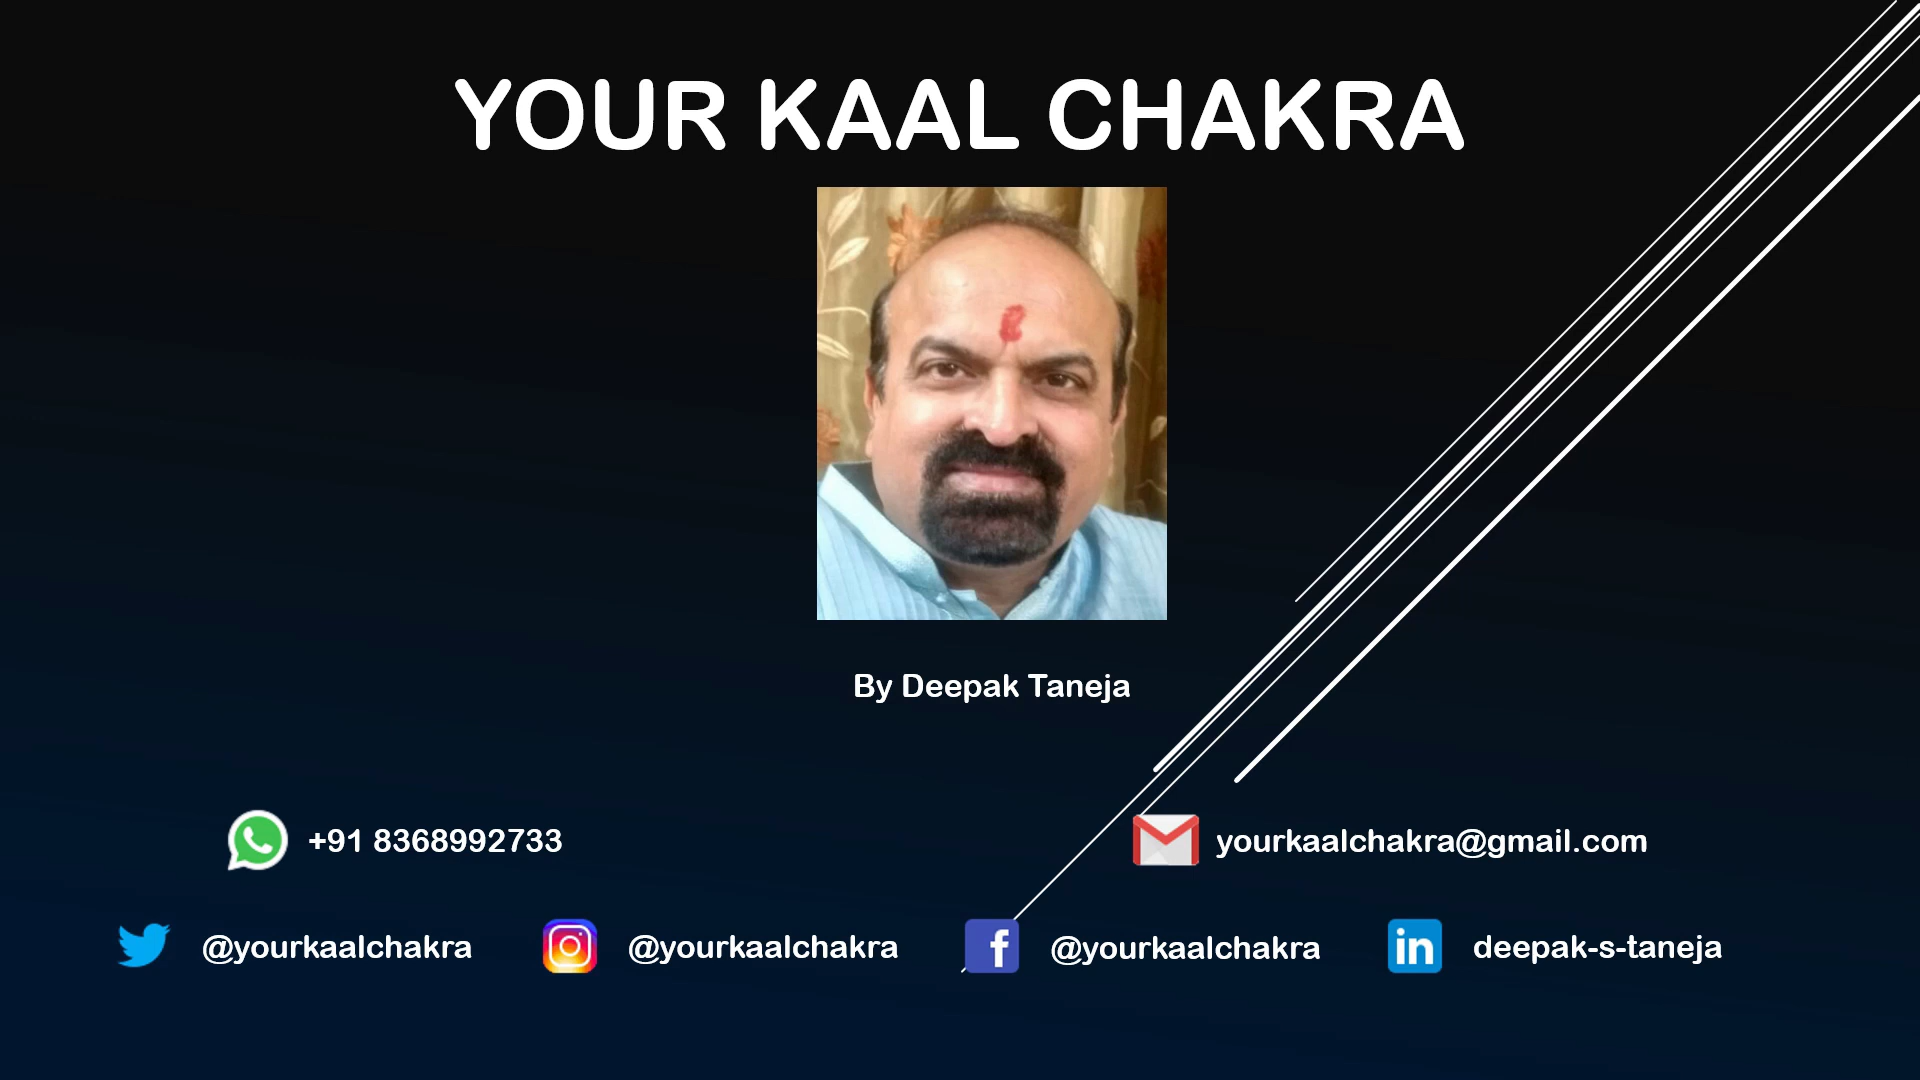 YOUR KAAL CHAKRA
By Deepak Taneja
+91 8368992733
yourkaalchakra@gmail.com
@yourkaalchakra
@yourkaalchakra
@yourkaalchakra
deepak-s-taneja